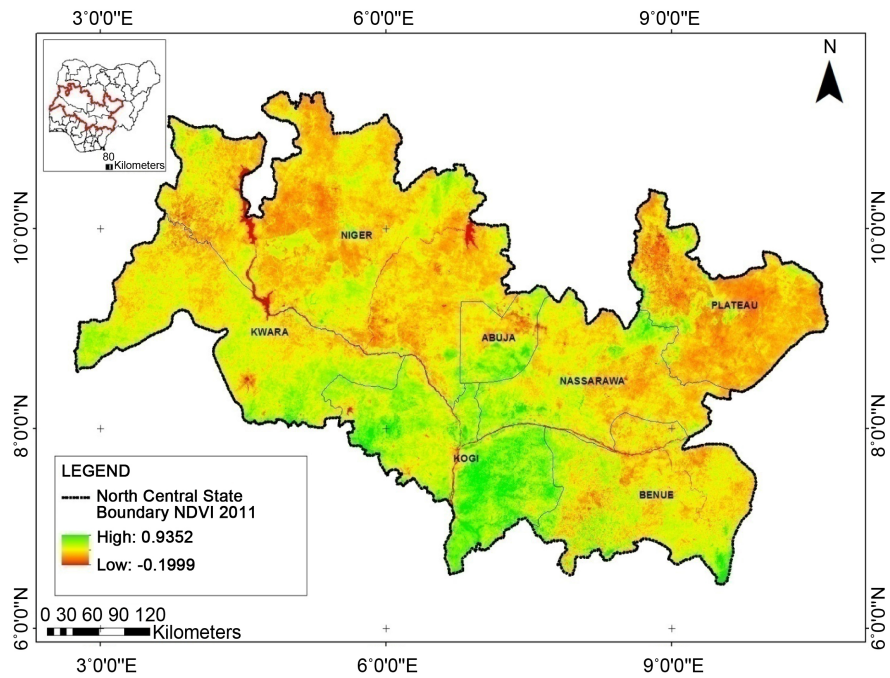 3°0'0"E 6°0'0"E 9°0'0"E
N
80
Kilometers
10°0'0"N
10°0'0"N
NIGER
PLATEAU
KWARA
ABUJA
NASSARAWA
8°0'0"N
8°0'0"N
KOGI
BENUE
LEGEND
North Central State
Boundary NDVI 2011
High: 0.9352
Low: -0.1999
0 30 60 90 120
Kilometers
6°0'0"N
6°0'0"N
3°0'0"E 6°0'0"E 9°0'0"E